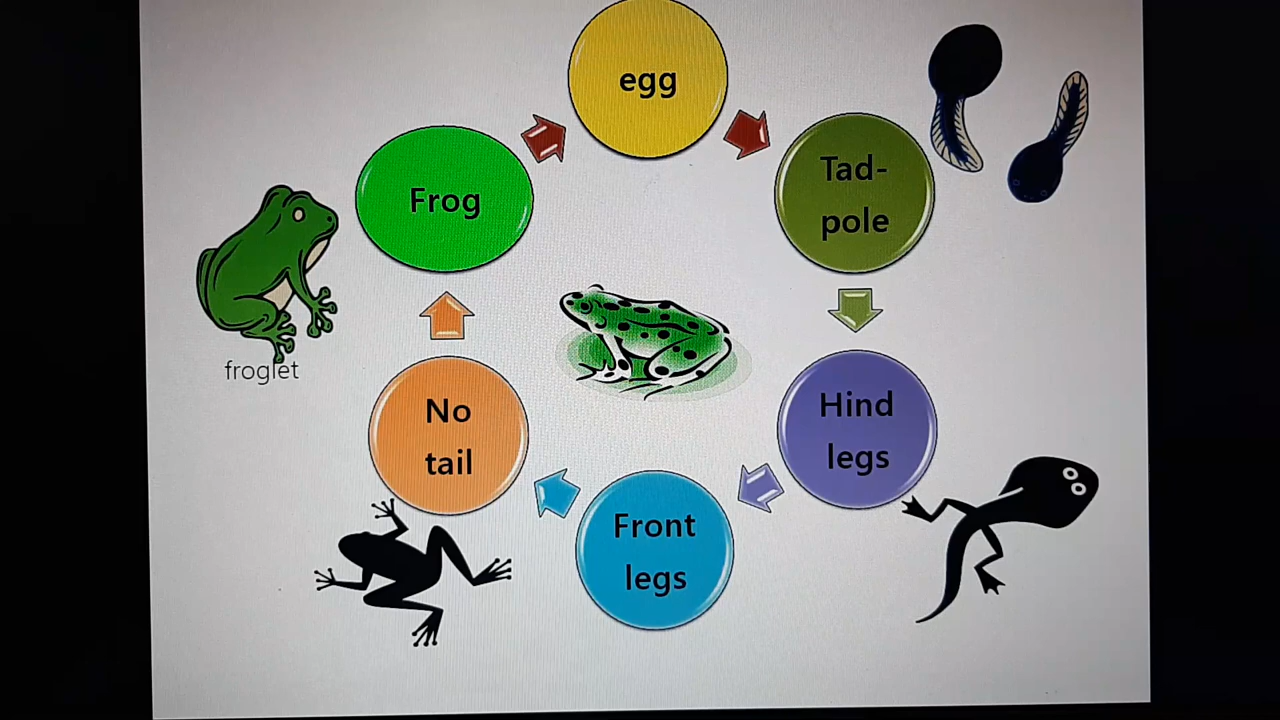 egg
Tad-
pole
Hind
legs
Front
legs
No
tail
Frog
froglet